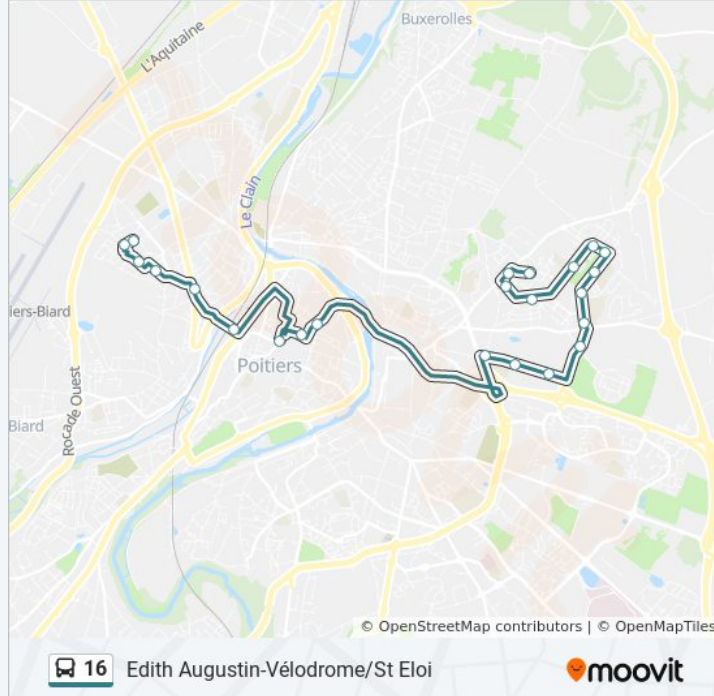 Buxerolles
L'Aquitaine
Le Clain
iers-Biard
Poitiers
Rocade Ouest
Biard
© OpenStreetMap contributors | © OpenMapTiles
16 Edith Augustin-Vélodrome/St Eloi moovit